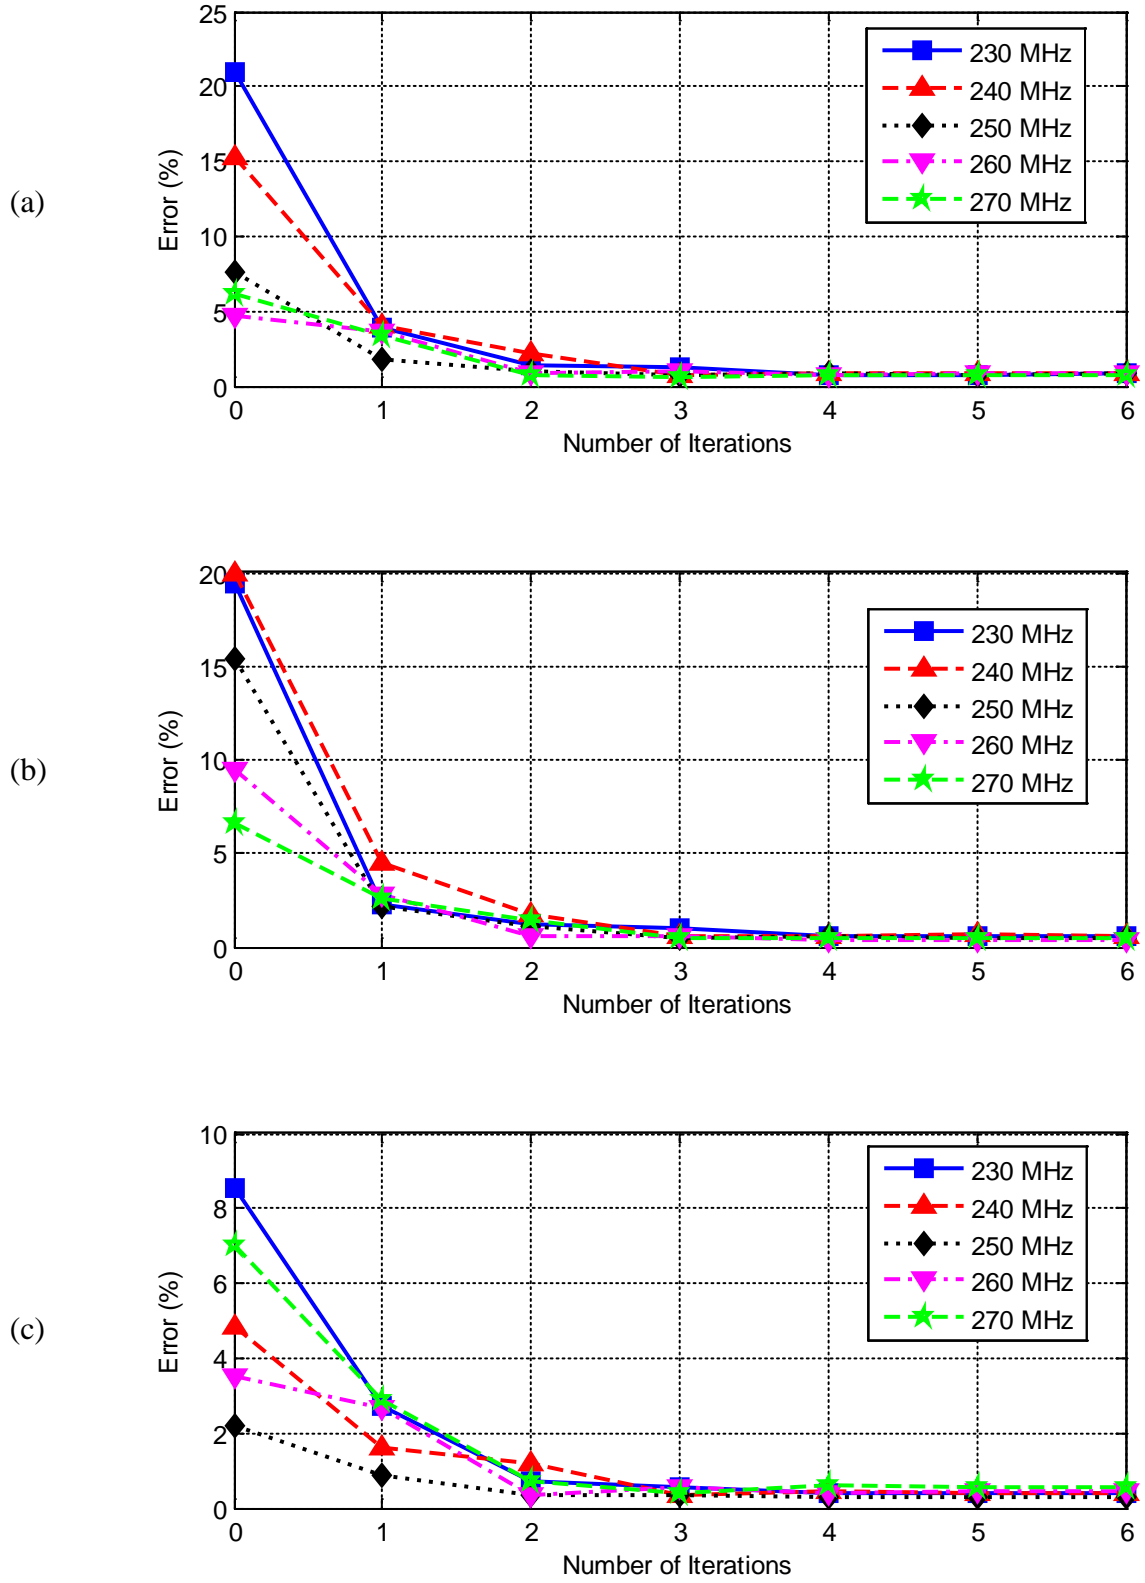 (a)
Error (%)
25
20
15
10
5
0
0 1 2 3 4 5 6
Number of Iterations
230 MHz
240 MHz
250 MHz
260 MHz
270 MHz
(b)
Error (%)
20
15
10
5
0
0 1 2 3 4 5 6
Number of Iterations
230 MHz
240 MHz
250 MHz
260 MHz
270 MHz
(c)
Error (%)
10
8
6
4
2
0
0 1 2 3 4 5 6
Number of Iterations
230 MHz
240 MHz
250 MHz
260 MHz
270 MHz